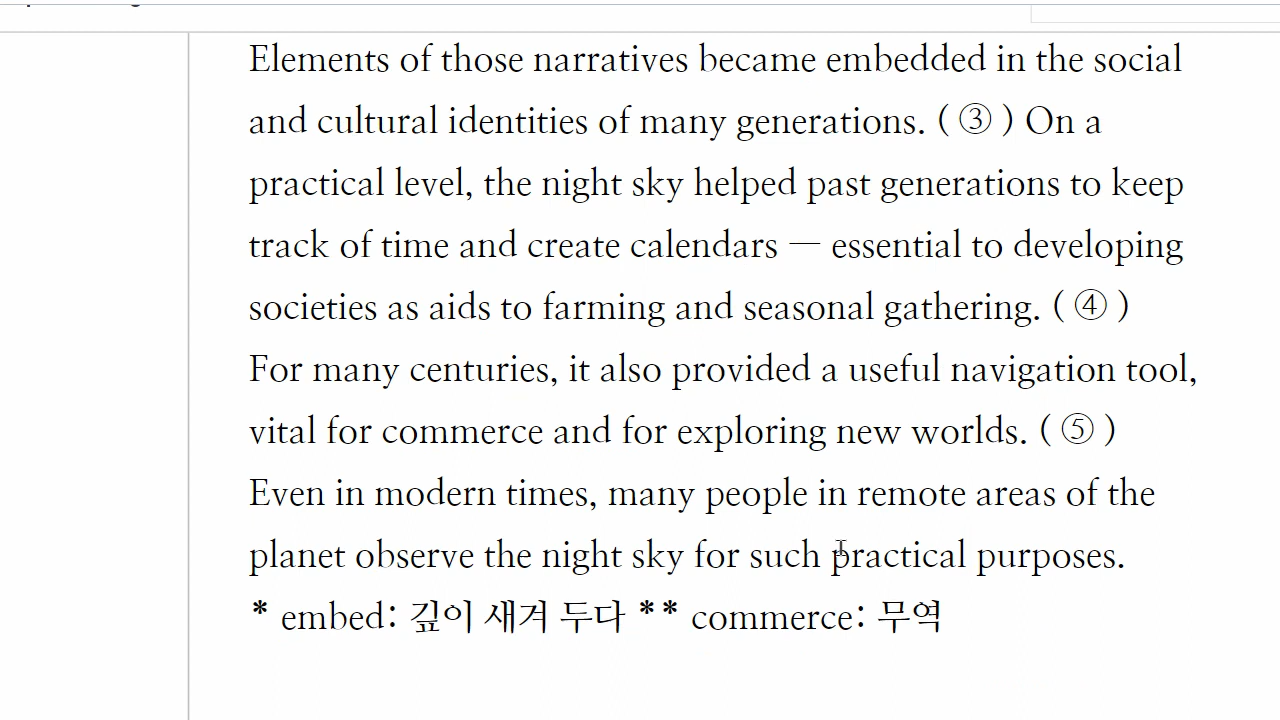 Elements of those narratives became embedded in the social
and cultural identities of many generations. ( ③ ) On a
practical level, the night sky helped past generations to keep
track of time and create calendars — essential to developing
societies as aids to farming and seasonal gathering. ( ④ )
For many centuries, it also provided a useful navigation tool,
vital for commerce and for exploring new worlds. ( ⑤ )
Even in modern times, many people in remote areas of the
planet observe the night sky for such practical purposes.
* embed: 깊이 새겨 두다 ** commerce: 무역